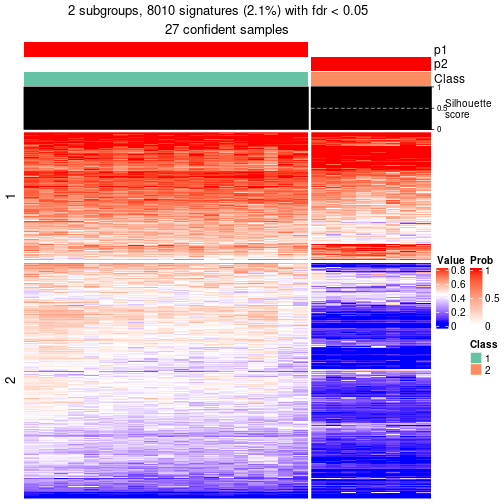 2 subgroups, 8010 signatures (2.1%) with fdr < 0.05
27 confident samples
p1
p2
Class
1
0.5
0
Silhouette
score
1
2
Value
0.8
0.6
0.4
0.2
0
Prob
1
0.5
0
Class
1
2